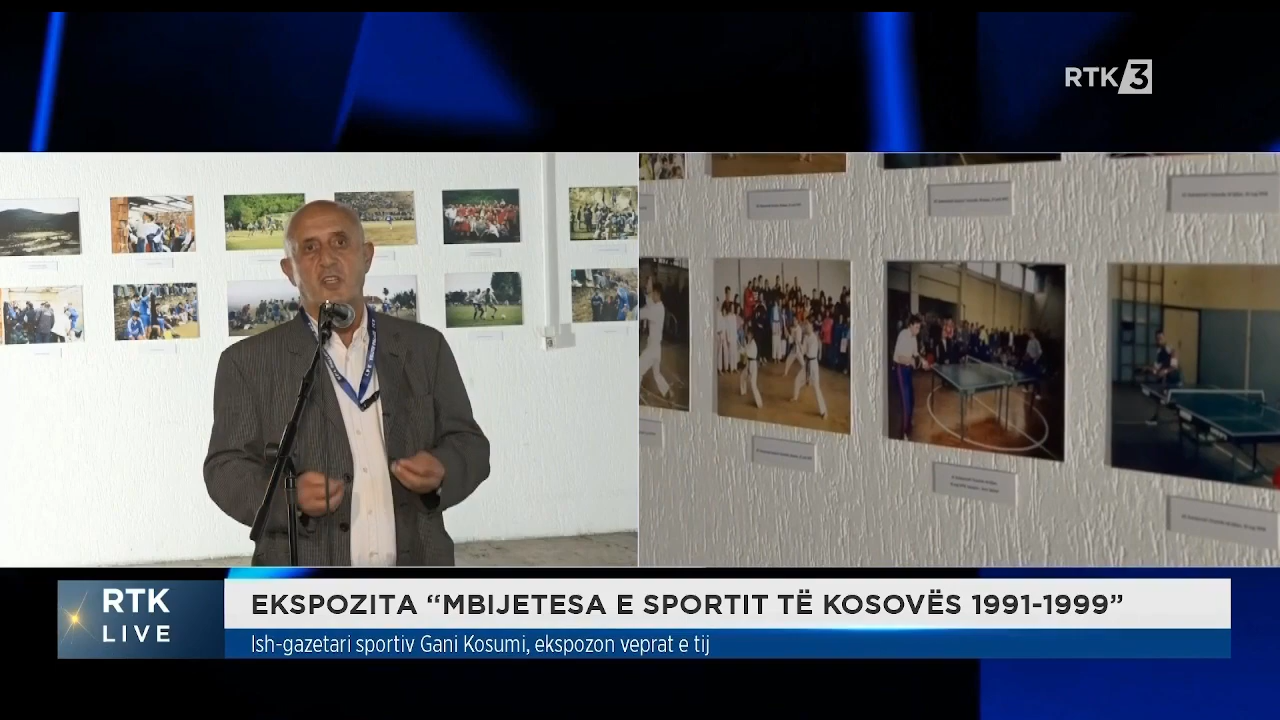 RTK 3
RTK
LIVE
EKSPOZITA “MBIJETESA E SPORTIT TË KOSOVËS 1991-1999”
Ish-gazetari sportiv Gani Kosumi, ekspozon veprat e tij